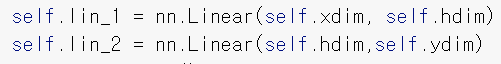 self.lin_1 = nn.Linear(self.xdim, self.hdim)
self.lin_2 = nn.Linear(self.hdim,self.ydim)